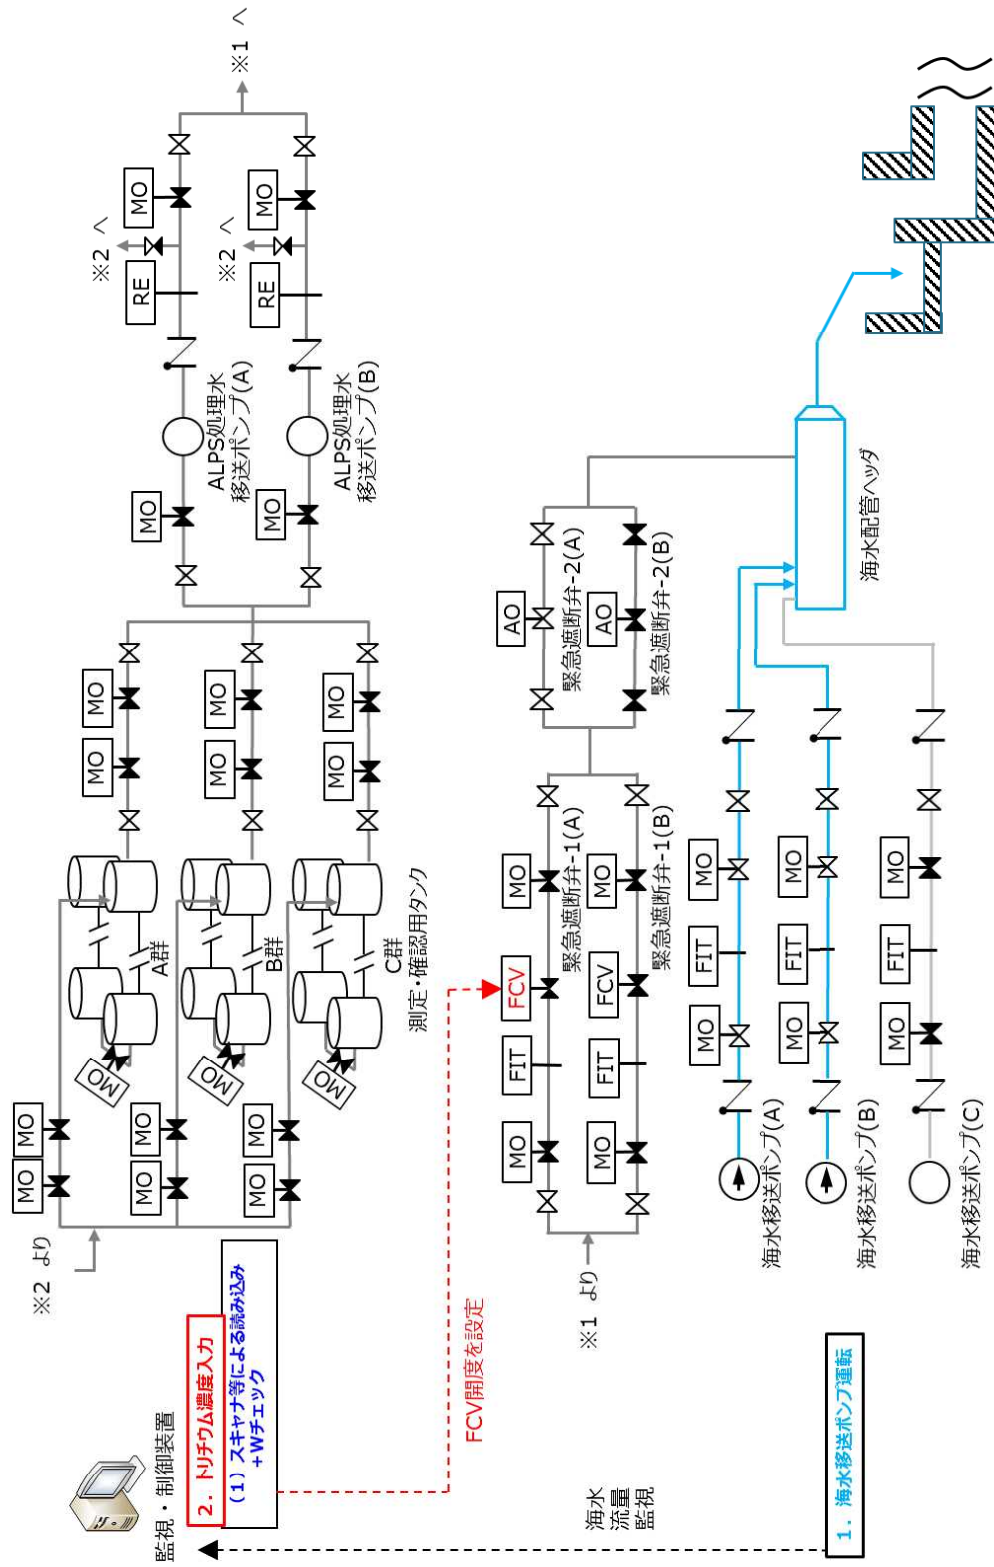 監視・制御装置
2．トリチウム濃度入力
(1) スキャナ等による読み込み
+Wチェック
※2 より
MO
MO
MO
MO
MO
MO
MO
MO
MO
A群
B群
C群
測定・確認用タンク
MO
MO
MO
MO
MO
MO
MO
MO
ALPS処理水
移送ポンプ(A)
ALPS処理水
移送ポンプ(B)
RE
RE
※2 へ
※2 へ
MO
MO
※1 へ
FCV開度を設定
※1 より
MO
MO
FIT
FIT
FCV
FCV
MO
MO
緊急遮断弁-1(A)
緊急遮断弁-1(B)
AO
AO
緊急遮断弁-2(A)
緊急遮断弁-2(B)
海水
流量
監視
1．海水移送ポンプ運転
海水移送ポンプ(A)
海水移送ポンプ(B)
海水移送ポンプ(C)
MO
MO
MO
FIT
FIT
FIT
MO
MO
MO
海水配管ヘッダ